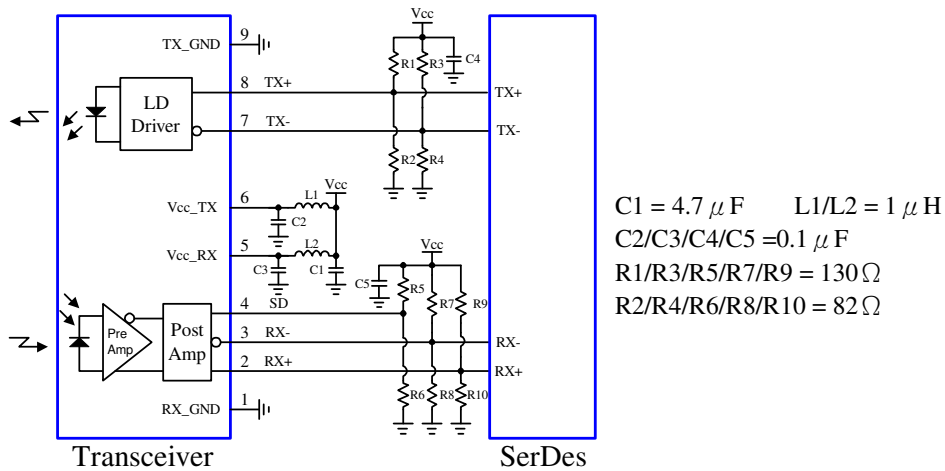 Vcc
TX_GND
9
R1
R3
C4
8
TX+
TX+
LD
Driver
7
TX-
TX-
R2
R4
6
Vcc_TX
L1
Vcc
C2
5
Vcc_RX
L2
C3
C1
Vcc
C5
R5
R7
R9
4
SD
Pre
Amp
Post
Amp
3
RX-
RX-
2
RX+
RX+
R6
R8
R10
1
RX_GND
Transceiver
SerDes
C1 = 4.7 μF L1/L2 = 1 μH
C2/C3/C4/C5 =0.1 μF
R1/R3/R5/R7/R9 = 130Ω
R2/R4/R6/R8/R10 = 82Ω